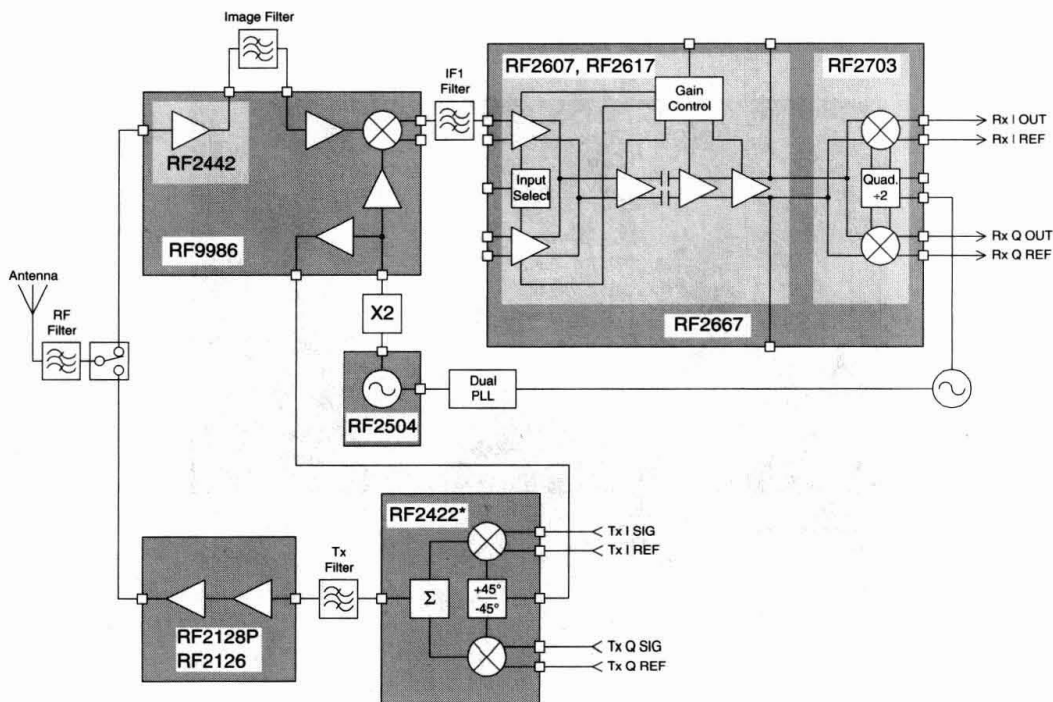 Image Filter
RF2442
RF9986
IF1
Filter
RF2607, RF2617
Gain
Control
Input
Select
RF2703
Quad.
÷2
RF2667
Rx I OUT
Rx I REF
Rx Q OUT
Rx Q REF
Antenna
RF
Filter
X2
RF2504
Dual
PLL
RF2422*
Tx I SIG
Tx I REF
Σ
+45°
-45°
Tx Q SIG
Tx Q REF
Tx
Filter
RF2128P
RF2126